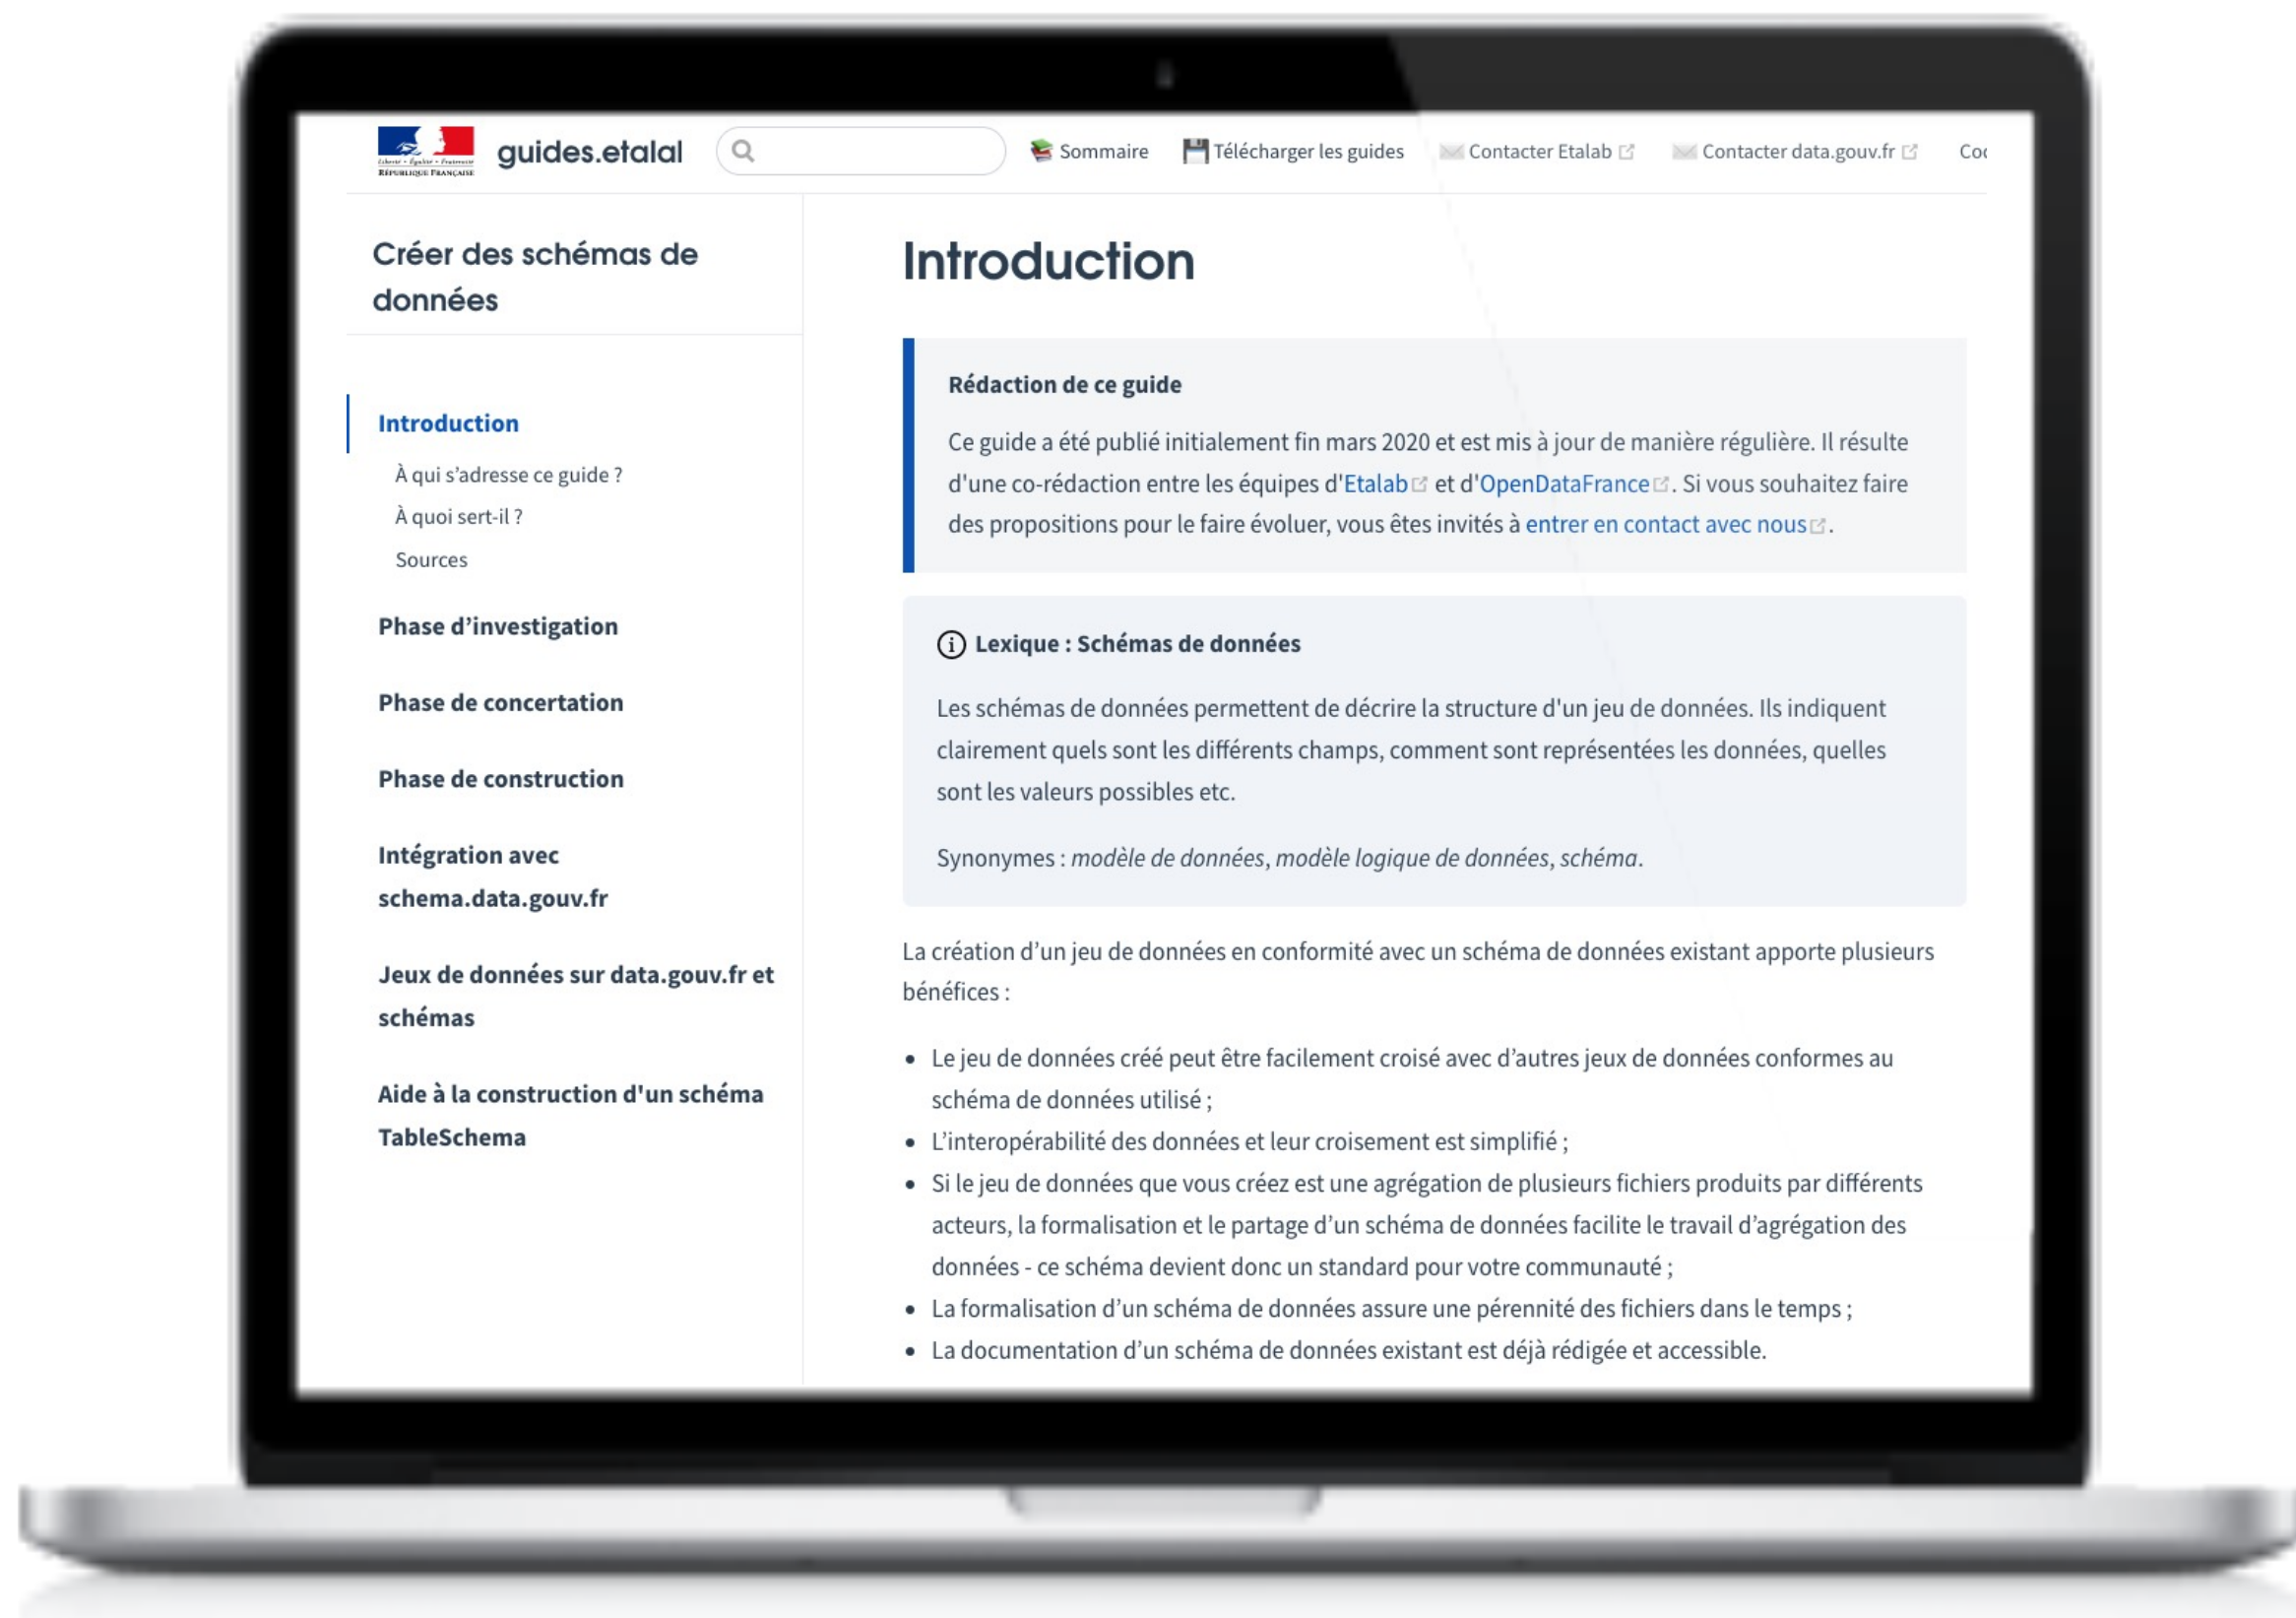 guides.etalal
Sommaire
Télécharger les guides
Contacter Etalab
Contacter data.gouv.fr
Liberté • Égalité • Fraternité
RÉPUBLIQUE FRANÇAISE
Créer des schémas de
données
Introduction
À qui s’adresse ce guide ?
À quoi sert-il ?
Sources
Phase d’investigation
Phase de concertation
Phase de construction
Intégration avec
schema.data.gouv.fr
Jeux de données sur data.gouv.fr et
schémas
Aide à la construction d'un schéma
TableSchema
Introduction
Rédaction de ce guide
Ce guide a été publié initialement fin mars 2020 et est mis à jour de manière régulière. Il résulte
d'une co-rédaction entre les équipes d'Etalab et d'OpenDataFrance. Si vous souhaitez faire
des propositions pour le faire évoluer, vous êtes invités à entrer en contact avec nous.
Lexique : Schémas de données
Les schémas de données permettent de décrire la structure d'un jeu de données. Ils indiquent
clairement quels sont les différents champs, comment sont représentées les données, quelles
sont les valeurs possibles etc.
Synonymes : modèle de données, modèle logique de données, schéma.
La création d’un jeu de données en conformité avec un schéma de données existant apporte plusieurs
bénéfices :
• Le jeu de données créé peut être facilement croisé avec d’autres jeux de données conformes au
schéma de données utilisé ;
• L’interopérabilité des données et leur croisement est simplifié ;
• Si le jeu de données que vous créez est une agrégation de plusieurs fichiers produits par différents
acteurs, la formalisation et le partage d’un schéma de données facilite le travail d’agrégation des
données - ce schéma devient donc un standard pour votre communauté ;
• La formalisation d’un schéma de données assure une pérennité des fichiers dans le temps ;
• La documentation d’un schéma de données existant est déjà rédigée et accessible.